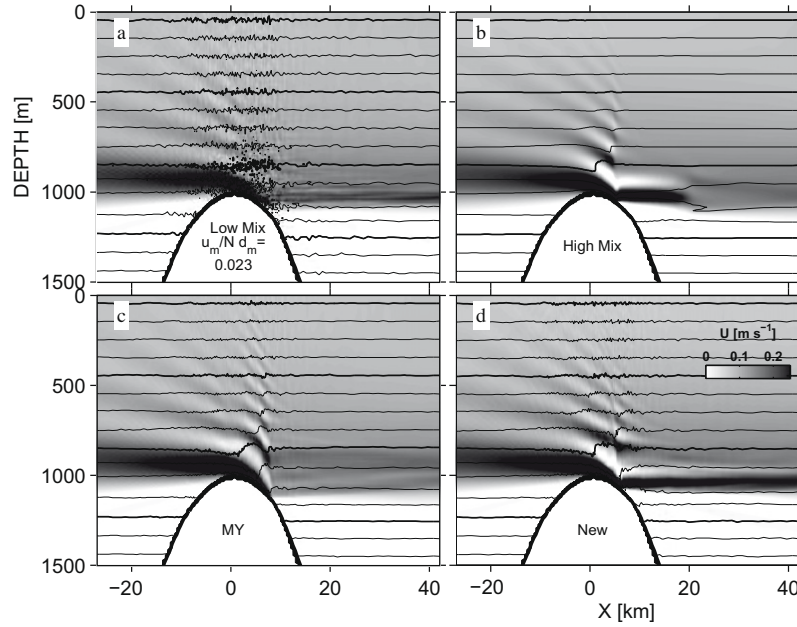 a
b
0
500
1000
1500
DEPTH [m]
Low Mix
u_m/N d_m=
0.023
High Mix
c
d
0
500
1000
1500
U [m s⁻¹]
0 0.1 0.2
MY
New
−20 0 20 40
−20 0 20 40
X [km]